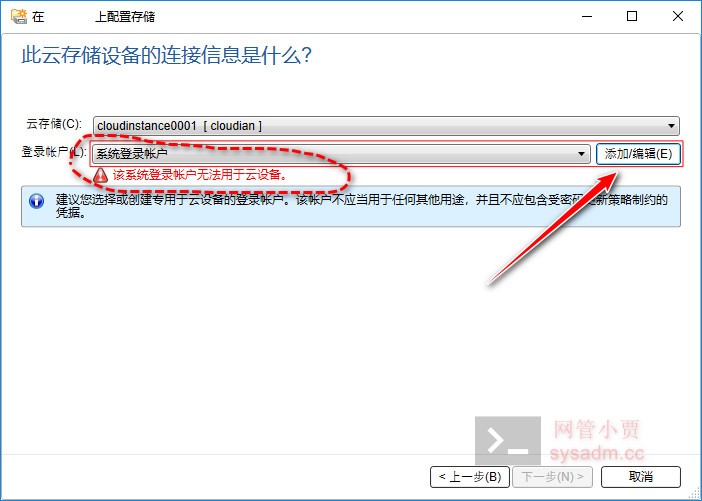 在 上配置存储
此云存储设备的连接信息是什么?
云存储(C): cloudinstance0001 [ cloudian ]
登录帐户(L): 系统登录帐户 添加/编辑(E)
该系统登录帐户无法用于云设备。
建议您选择或创建专用于云设备的登录帐户。该帐户不应当用于任何其他用途，并且不应包含受密码更新策略制约的
凭据。
网管小贾
sysadm.cc
< 上一步(B) 下一步(N) > 取消